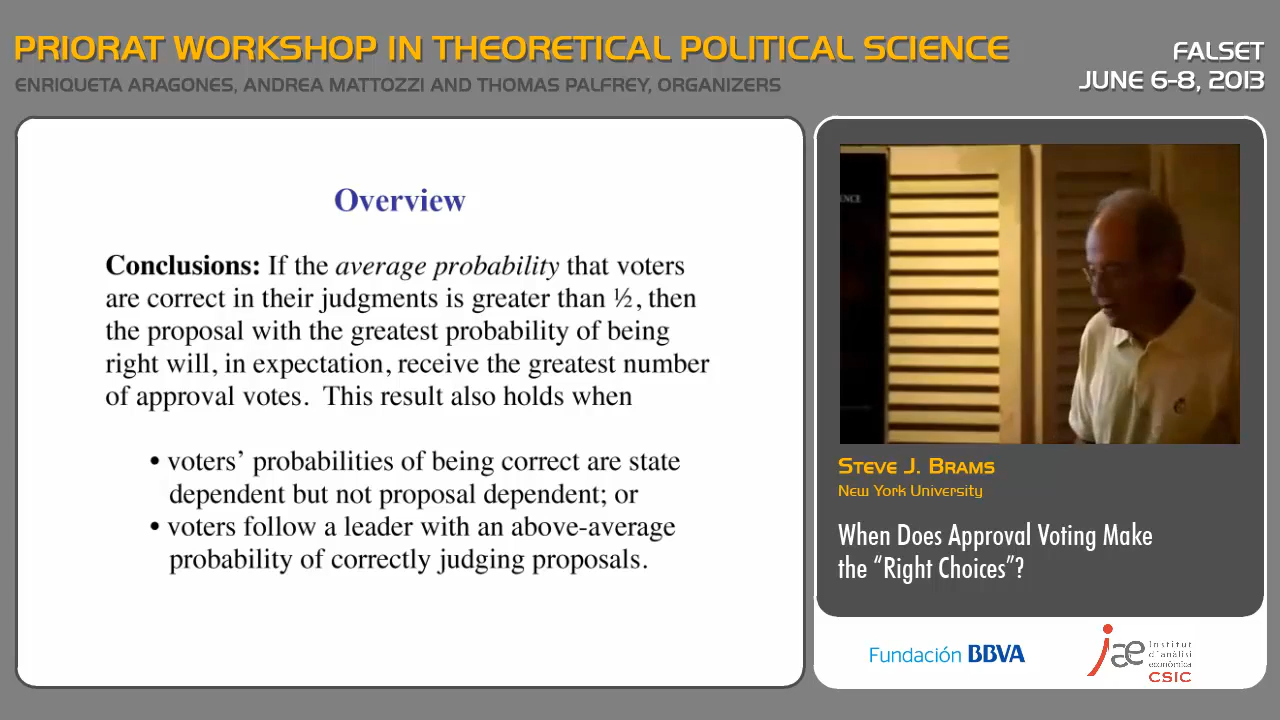 PRIORAT WORKSHOP IN THEORETICAL POLITICAL SCIENCE
ENRIQUETA ARAGONES, ANDREA MATTOZZI AND THOMAS PALFREY, ORGANIZERS
FALSET
JUNE 6-8, 2013
Overview
Conclusions: If the average probability that voters
are correct in their judgments is greater than ½, then
the proposal with the greatest probability of being
right will, in expectation, receive the greatest number
of approval votes. This result also holds when
• voters’ probabilities of being correct are state
dependent but not proposal dependent; or
• voters follow a leader with an above-average
probability of correctly judging proposals.
ENCE
STEVE J. BRAMS
New York University
When Does Approval Voting Make
the “Right Choices”?
Fundación BBVA
iae
Institut
d'anàlisi
econòmica
CSIC